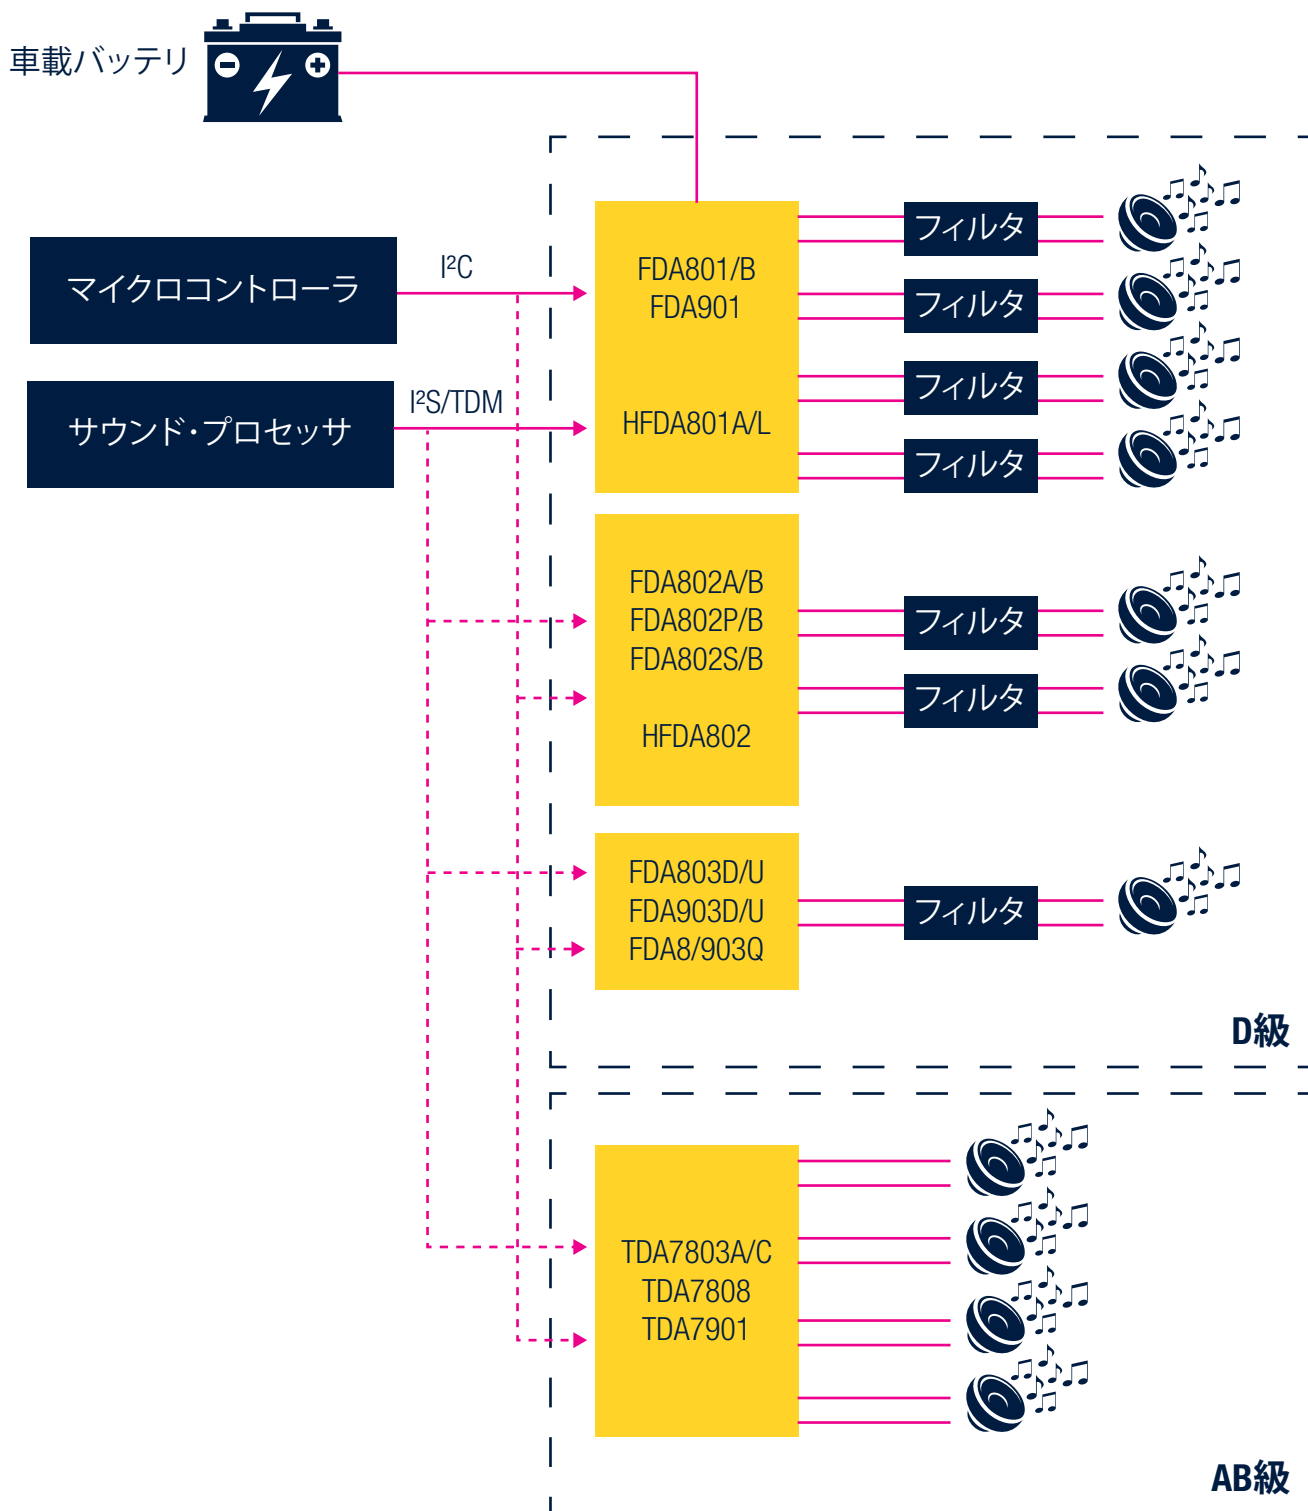 車載バッテリ
マイクロコントローラ
I²C
サウンド・プロセッサ
I²S/TDM
FDA801/B
FDA901
HFDA801A/L
フィルタ
フィルタ
フィルタ
フィルタ
FDA802A/B
FDA802P/B
FDA802S/B
HFDA802
フィルタ
フィルタ
FDA803D/U
FDA903D/U
FDA8/903Q
フィルタ
D級
TDA7803A/C
TDA7808
TDA7901
AB級